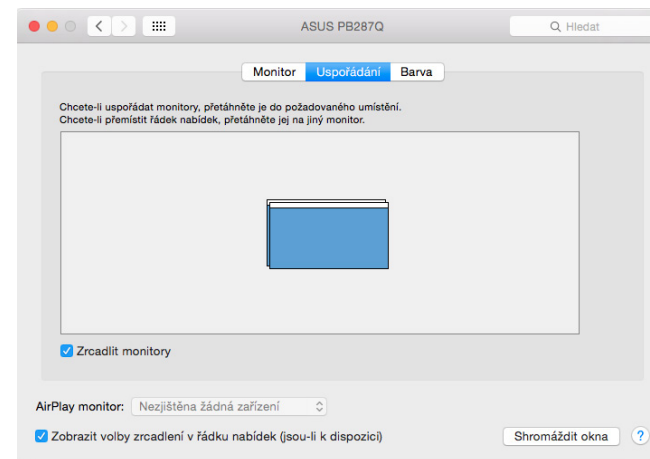 ASUS PB287Q
Hledat
Monitor Uspořádání Barva
Chcete-li uspořádat monitory, přetáhněte je do požadovaného umístění.
Chcete-li přemístit řádek nabídek, přetáhněte jej na jiný monitor.
Zrcadlit monitory
AirPlay monitor: Nezjištěna žádná zařízení
Zobrazit volby zrcadlení v řádku nabídek (jsou-li k dispozici)
Shromáždit okna ?